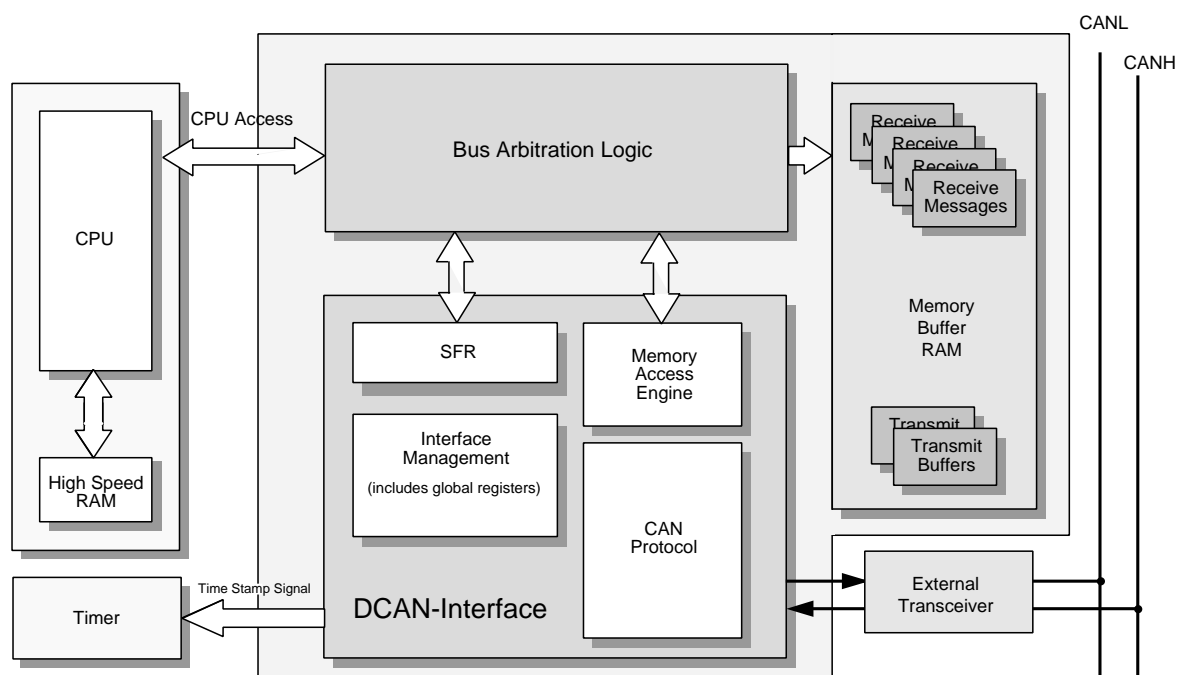 CANL
CANH
CPU Access
Bus Arbitration Logic
Receive
M
Receive
M
Receive
M
Receive
Messages
CPU
Memory
Buffer
RAM
SFR
Memory
Access
Engine
Interface
Management
(includes global registers)
Transmit
Transmit
Buffers
High Speed
RAM
CAN
Protocol
Time Stamp Signal
Timer
DCAN-Interface
External
Transceiver